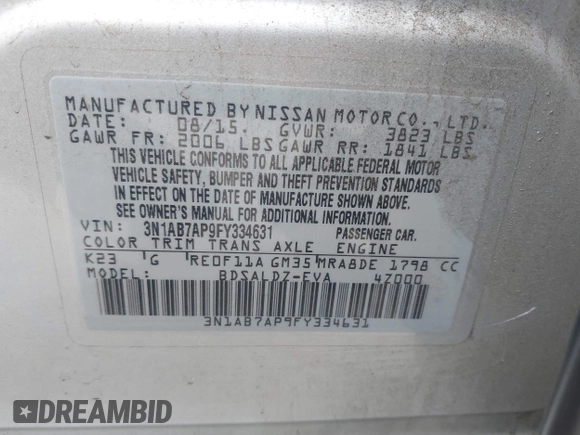 MANUFACTURED BY NISSAN MOTOR CO., LTD.
DATE: 08/15. GVWR: 3823 LBS
GAWR FR: 2006 LBS GAWR RR: 1841 LBS
THIS VEHICLE CONFORMS TO ALL APPLICABLE FEDERAL MOTOR
VEHICLE SAFETY, BUMPER AND THEFT PREVENTION STANDARDS
IN EFFECT ON THE DATE OF MANUFACTURE SHOWN ABOVE.
SEE OWNER'S MANUAL FOR ADDITIONAL INFORMATION.
VIN: 3N1AB7AP9FY334631 PASSENGER CAR.
COLOR TRIM TRANS AXLE ENGINE
K23 G RE0F11A GM35 MRA8DE 1798 CC
MODEL: BDSALDZ-EVA 4Z000
3N1AB7AP9FY334631
DREAMBID